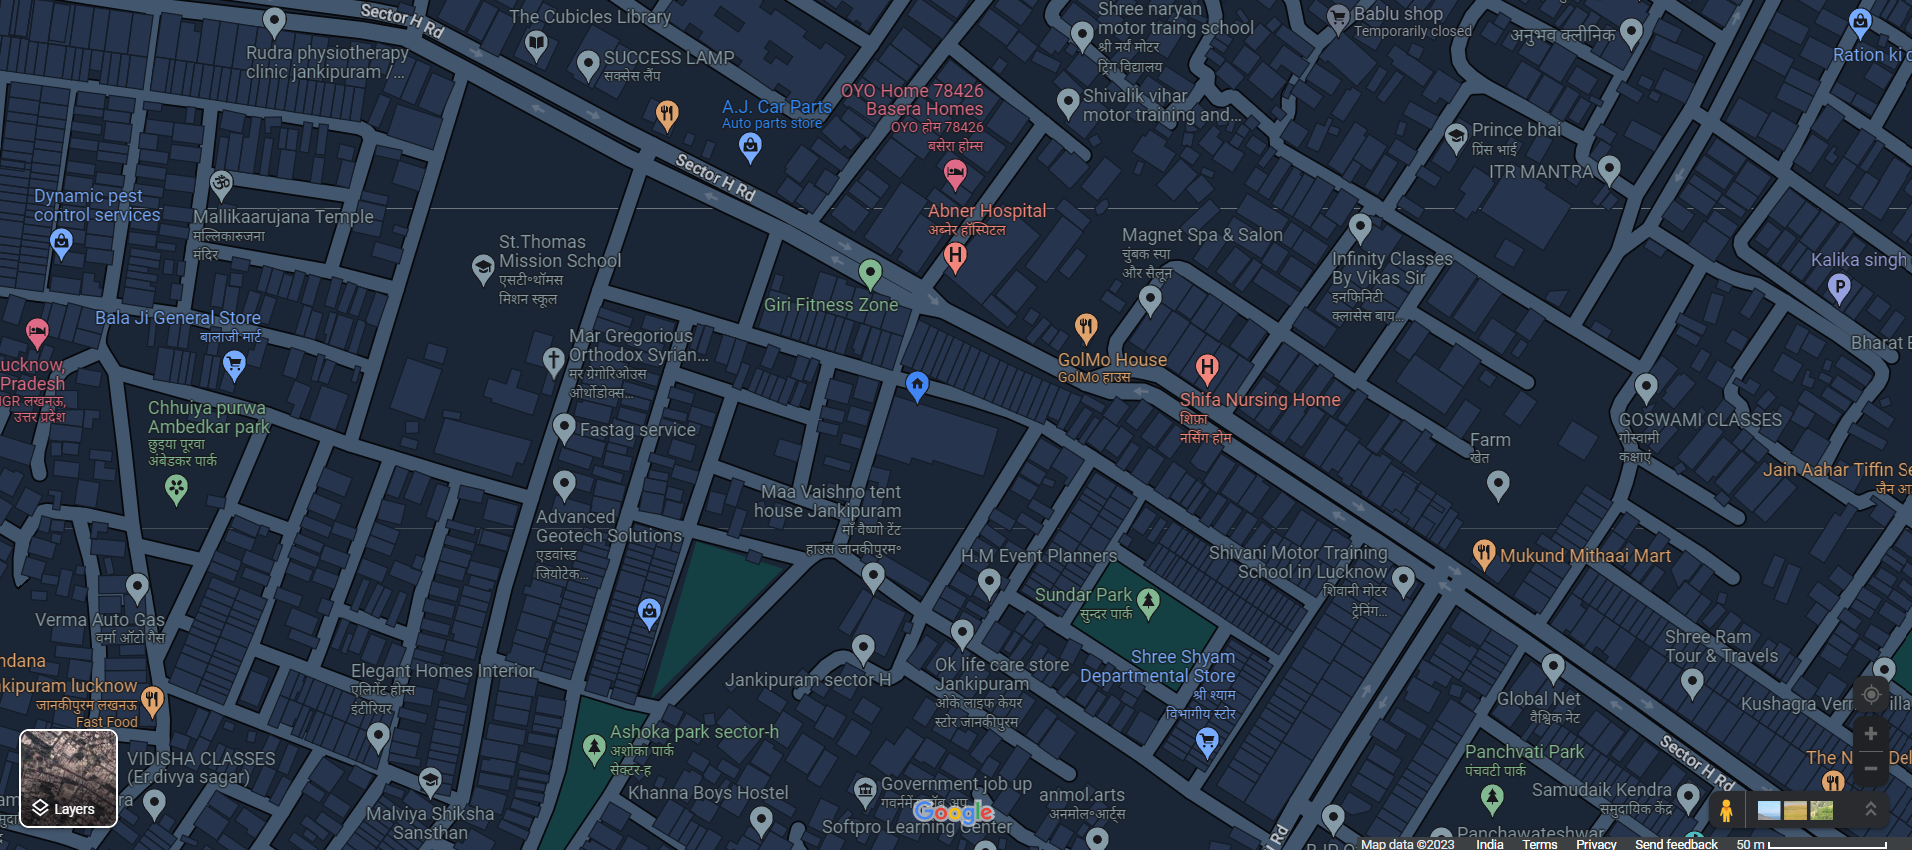 Sector H Rd
The Cubicles Library
Shree naryan
motor traing school
श्री नर्य मोटर
ट्रिंग विद्यालय
Bablu shop
Temporarily closed
अनुभव क्लीनिक
Ration ki
Rudra physiotherapy
clinic jankipuram /...
SUCCESS LAMP
सक्सेस लैंप
A.J. Car Parts
Auto parts store
OYO Home 78426
Basera Homes
OYO होम 78426
बसेरा होम्स
Shivalik vihar
motor training and...
Prince bhai
प्रिंस भाई
ITR MANTRA
Sector H Rd
Dynamic pest
control services
Mallikaarujana Temple
मल्लिकारुजना
मंदिर
Abner Hospital
अब्नेर हॉस्पिटल
St.Thomas
Mission School
एसटी॰थॉमस
मिशन स्कूल
Magnet Spa & Salon
चुंबक स्पा
और सैलून
Infinity Classes
By Vikas Sir
इनफिनिटी
क्लासेस बाय...
Kalika singh
Giri Fitness Zone
Bala Ji General Store
बालाजी मार्ट
Mar Gregorious
Orthodox Syrian...
मर ग्रेगोरिओउस
ओर्थोडोक्स...
GolMo House
GolMo हाउस
Bharat
Lucknow,
Pradesh
लखनऊ,
उत्तर प्रदेश
Shifa Nursing Home
शिफ़ा
नर्सिंग होम
Chhuiya purwa
Ambedkar park
छुइया पूरवा
अंबेडकर पार्क
Fastag service
GOSWAMI CLASSES
गोस्वामी
कक्षाएं
Farm
खेत
Jain Aahar Tiffin Se
जैन आ
Maa Vaishno tent
house Jankipuram
माँ वैष्णो टेंट
हाउस जानकीपुरम॰
Advanced
Geotech Solutions
एडवांस्ड
जियोटेक...
H.M Event Planners
Shivani Motor Training
School in Lucknow
शिवानी मोटर
ट्रेनिंग...
Mukund Mithaai Mart
Sundar Park
सुन्दर पार्क
Verma Auto Gas
वर्मा ऑटो गैस
Elegant Homes Interior
एलिगेंट होम्स
इंटीरियर
Jankipuram sector H
Ok life care store
Jankipuram
ओके लाइफ केयर
स्टोर जानकीपुरम
Shree Shyam
Departmental Store
श्री श्याम
विभागीय स्टोर
Shree Ram
Tour & Travels
ndana
nkipuram lucknow
जानकीपुरम लखनऊ
Fast Food
Global Net
वैश्विक नेट
Kushagra
Ashoka park sector-h
अशोका पार्क
सेक्टर-ह
VIDISHA CLASSES
(Er.divya sagar)
Panchvati Park
पंचवटी पार्क
Sector H Rd
The N
Del
Layers
Malviya Shiksha
Sansthan
Khanna Boys Hostel
Government job up
गवर्नमेंट जॉब अप
Softpro Learning Center
Google
anmol.arts
अनमोल॰आर्ट्स
Samudaik Kendra
समुदायिक केंद्र
Panchawateshwar
H Rd
Map data ©2023 India Terms Privacy Send feedback 50 m